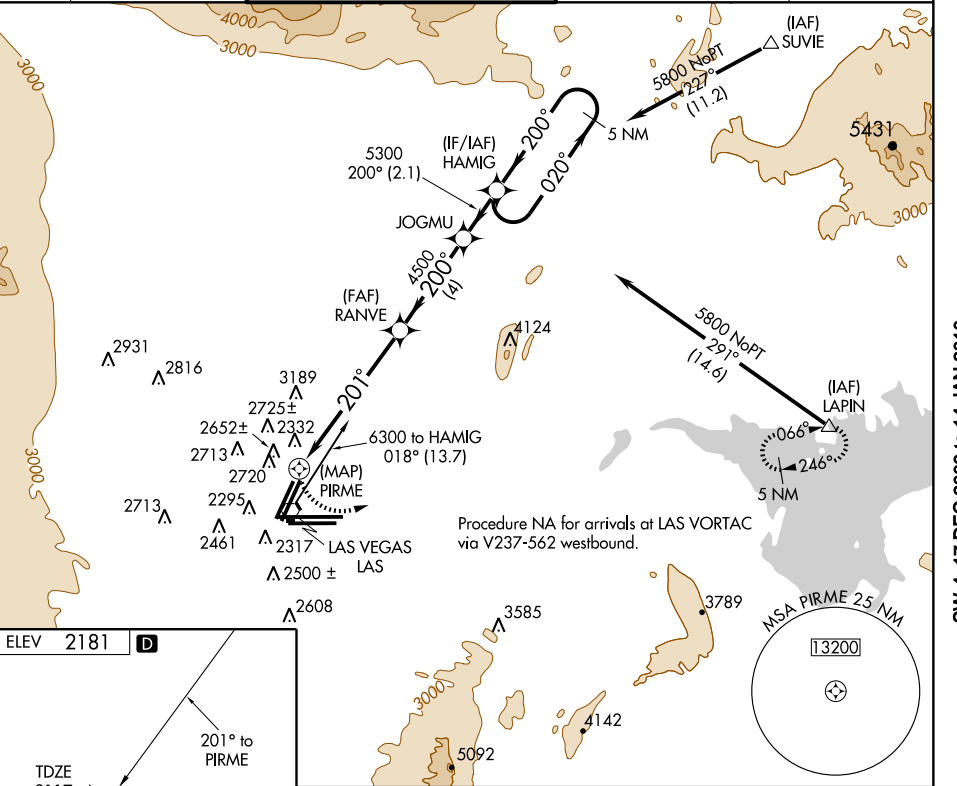 4000
3000
3000
(IAF)
SUVIE
5800 NoPT
227°
(11.2)
5431
3000
5 NM
200°
020°
(IF/IAF)
HAMIG
5300
200° (2.1)
JOGMU
4500
200°
(4)
(FAF)
RANVE
4124
5800 NoPT
291°
(14.6)
(IAF)
LAPIN
066°
246°
5 NM
2931
2816
3189
201°
2725±
2652±
2332
2713
2720
6300 to HAMIG
018° (13.7)
(MAP)
PIRME
3000
2713
2295
2461
2317
LAS VEGAS
LAS
2500 ±
2608
Procedure NA for arrivals at LAS VORTAC
via V237-562 westbound.
3585
3789
MSA PIRME 25 NM
13200
3000
4142
5092
ELEV 2181 D
201° to
PIRME
TDZE